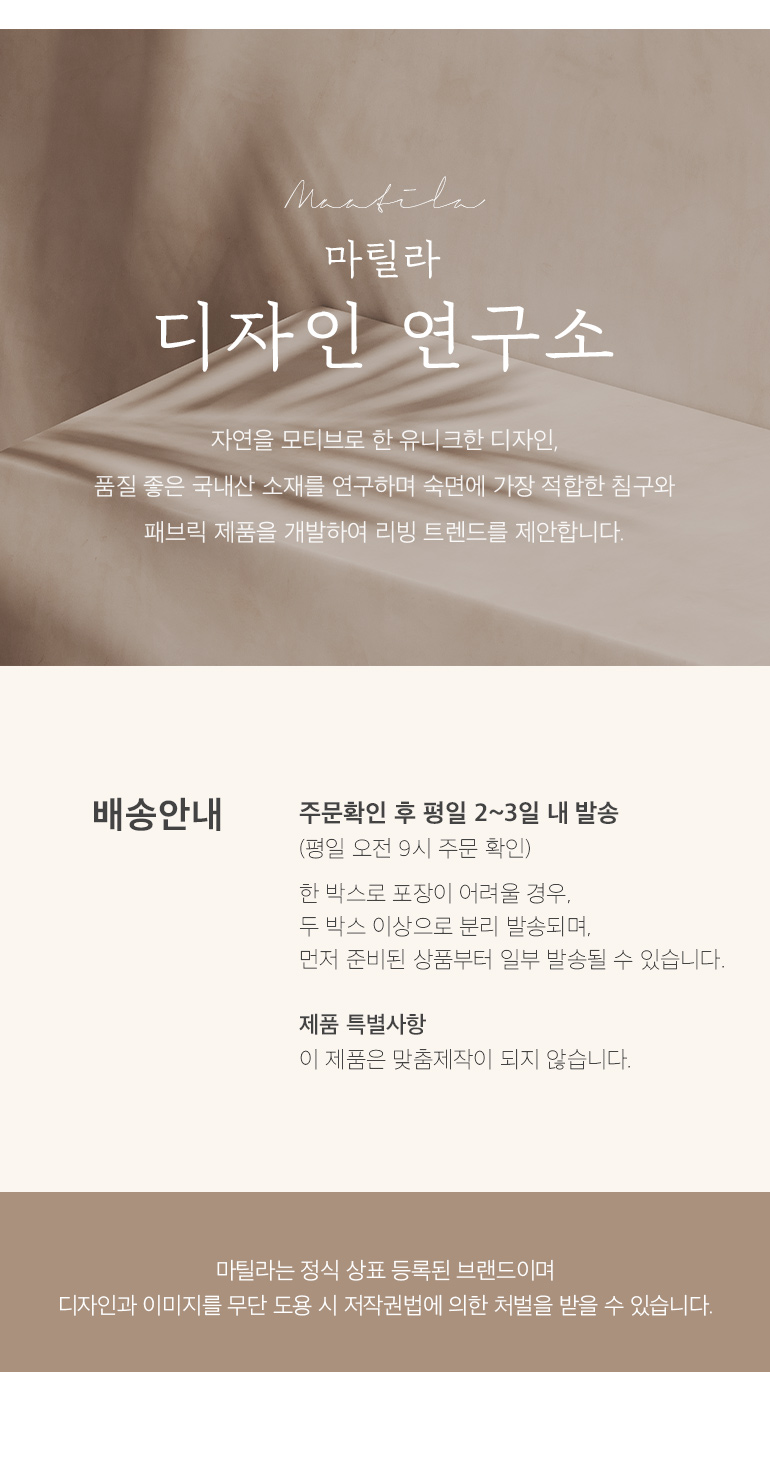 Maatila
마틸라
디자인 연구소
자연을 모티브로 한 유니크한 디자인,
품질 좋은 국내산 소재를 연구하며 숙면에 가장 적합한 침구와
패브릭 제품을 개발하여 리빙 트렌드를 제안합니다.
배송안내
주문확인 후 평일 2~3일 내 발송
(평일 오전 9시 주문 확인)
한 박스로 포장이 어려울 경우,
두 박스 이상으로 분리 발송되며,
먼저 준비된 상품부터 일부 발송될 수 있습니다.
제품 특별사항
이 제품은 맞춤제작이 되지 않습니다.
마틸라는 정식 상표 등록된 브랜드이며
디자인과 이미지를 무단 도용 시 저작권법에 의한 처벌을 받을 수 있습니다.